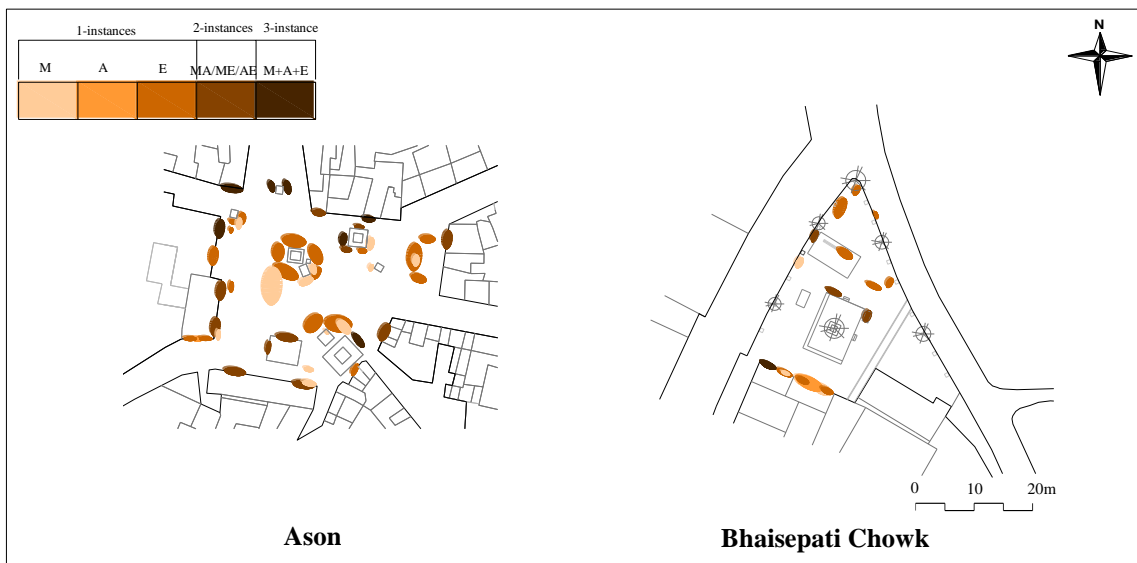 1-instances 2-instances 3-instance
M A E MA/ME/AE M+A+E
N
0 10 20m
Ason Bhaisepati Chowk